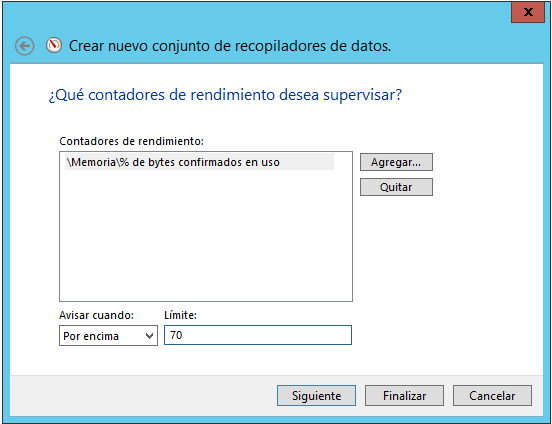 x
Crear nuevo conjunto de recopiladores de datos.
¿Qué contadores de rendimiento desea supervisar?
Contadores de rendimiento:
\Memoria\% de bytes confirmados en uso
Agregar...
Quitar
Avisar cuando: Límite:
Por encima 70
Siguiente Finalizar Cancelar